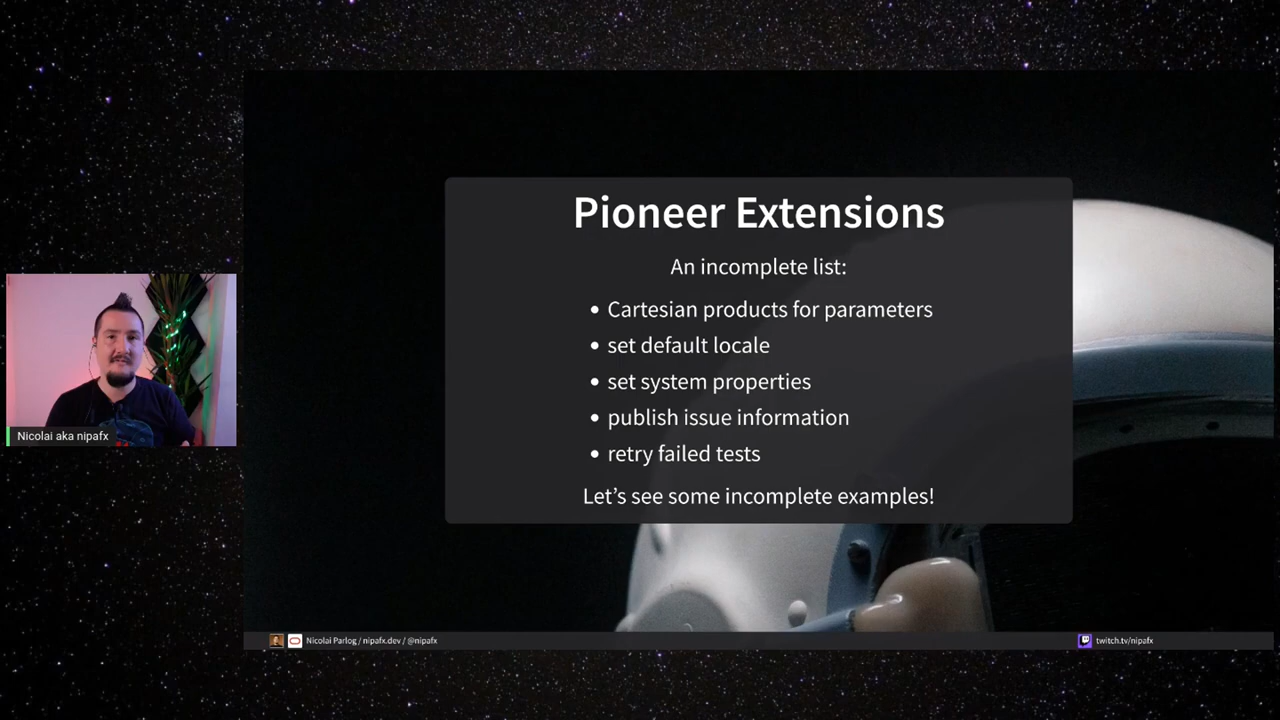 Pioneer Extensions
An incomplete list:
• Cartesian products for parameters
• set default locale
• set system properties
• publish issue information
• retry failed tests
Let’s see some incomplete examples!
Nicolai aka nipafx
Nicolai Parlog / nipafx.dev / @nipafx
twitch.tv/nipafx